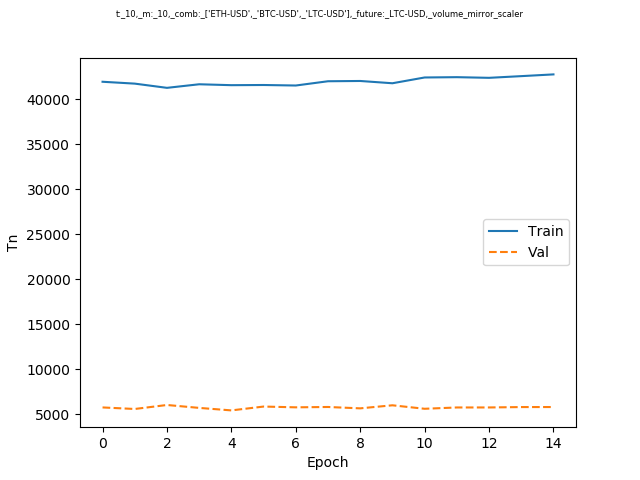 t:_10,_m:_10,_comb:_['ETH-USD',_'BTC-USD',_'LTC-USD'],_future:_LTC-USD,_volume_mirror_scaler
40000
35000
30000
25000
20000
15000
10000
5000
Tn
Train
Val
0 2 4 6 8 10 12 14
Epoch